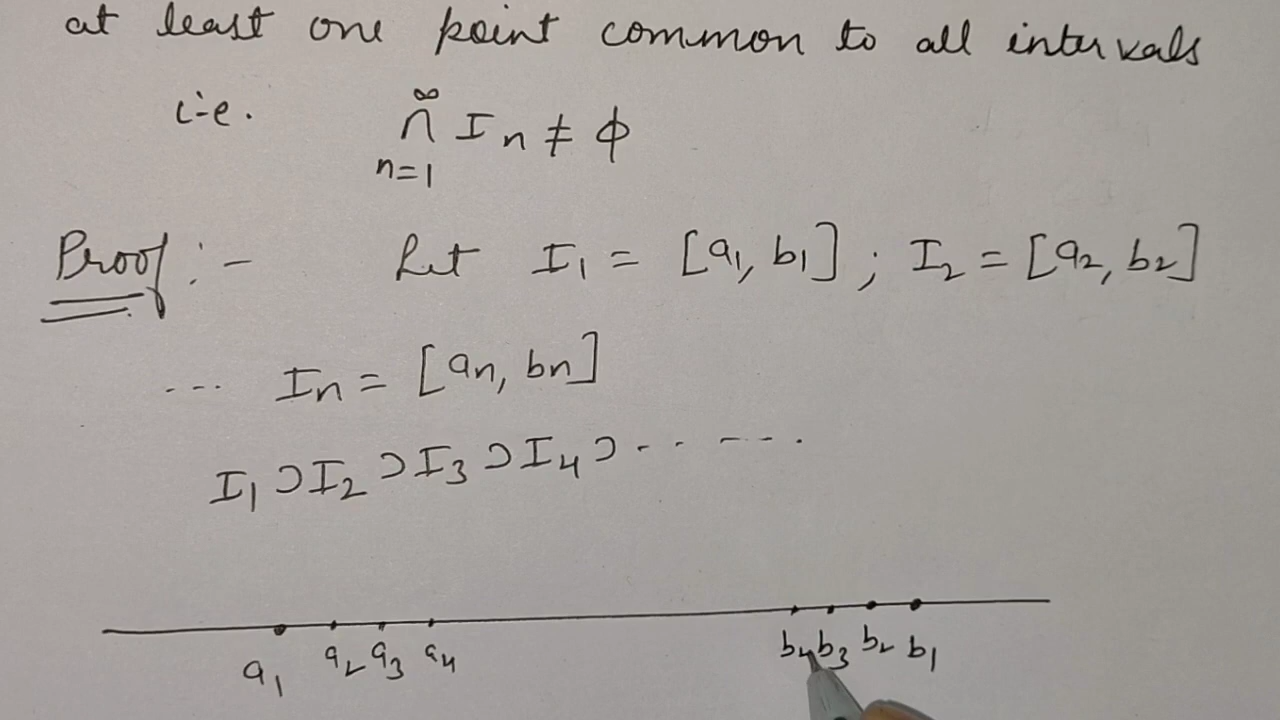 at least one point common to all intervals
i.e. ∞ ∩ n=1 In ≠ ϕ
Proof :- Let I1 = [a1, b1] ; I2 = [a2, b2]
... In = [an, bn]
I1 ⊃ I2 ⊃ I3 ⊃ I4 ⊃ . . . . . .
a1 a2 a3 a4 b4 b3 b2 b1